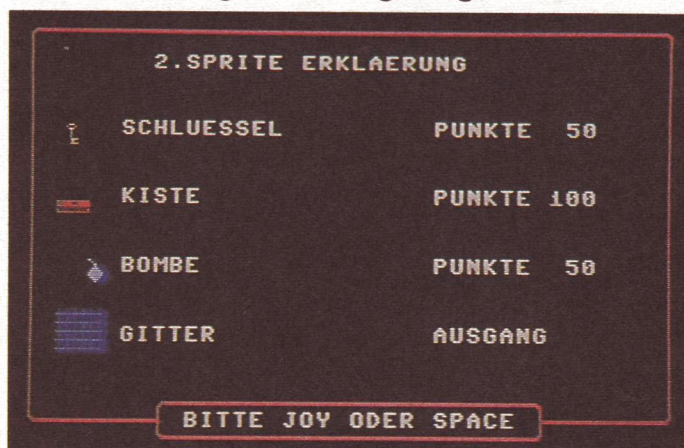 2.SPRITE ERKLAERUNG
SCHLUESSEL PUNKTE 50
KISTE PUNKTE 100
BOMBE PUNKTE 50
GITTER AUSGANG
BITTE JOY ODER SPACE